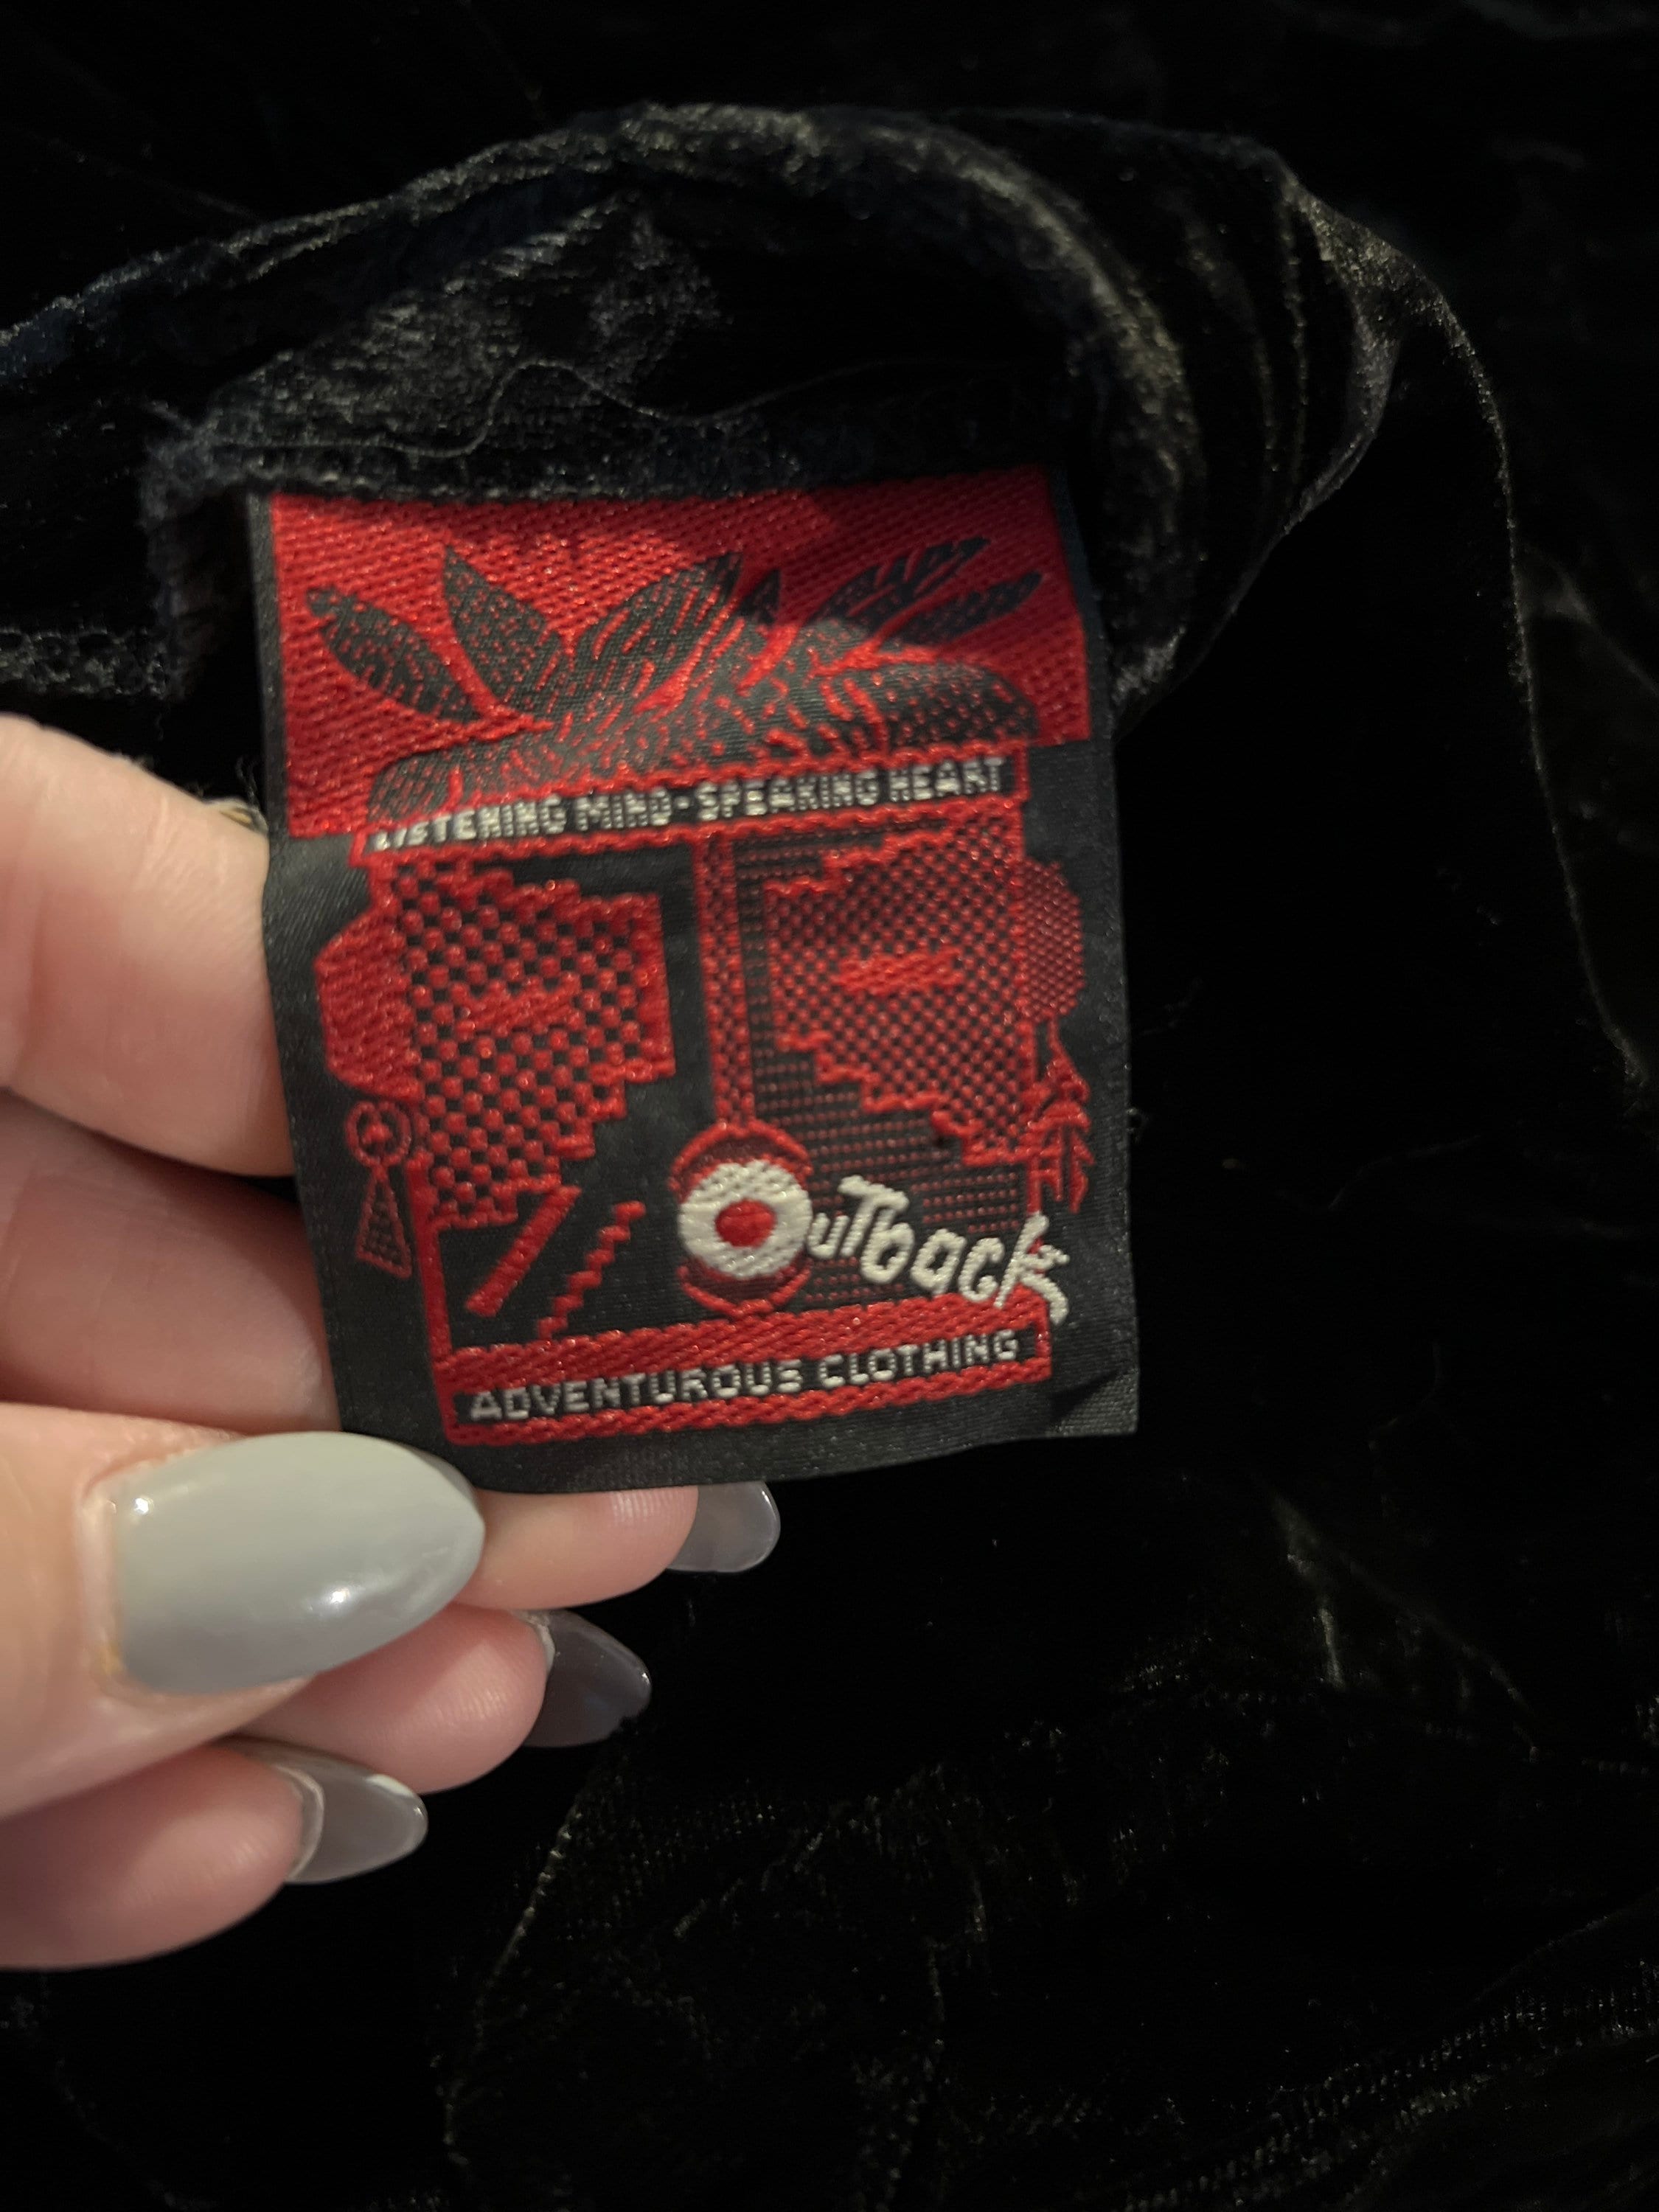 LISTENING MIND-SPEAKING HEART
OUTback
ADVENTUROUS CLOTHING